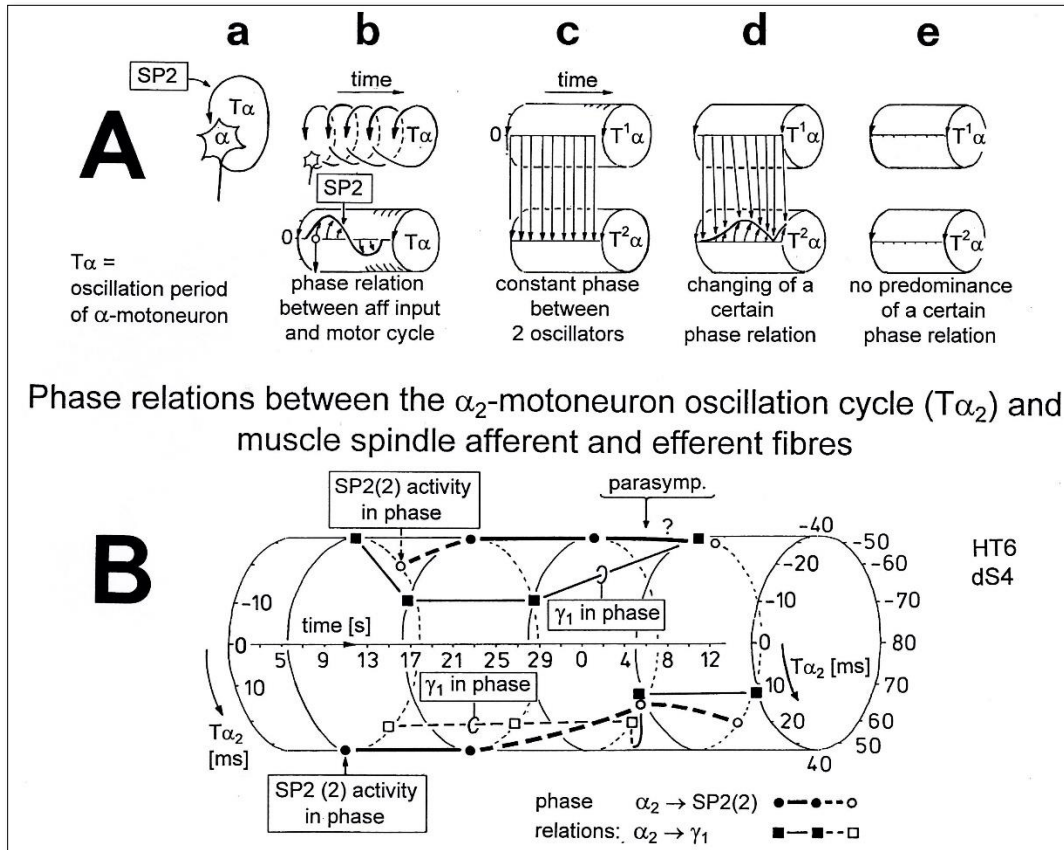 a b c d e
A
SP2
Tα
α
Tα =
oscillation period
of α-motoneuron
time
Tα
SP2
0
Tα
phase relation
between aff input
and motor cycle
time
0
T¹α
T²α
constant phase
between
2 oscillators
T¹α
T²α
changing of a
certain
phase relation
T¹α
T²α
no predominance
of a certain
phase relation
Phase relations between the α₂-motoneuron oscillation cycle (Tα₂) and
muscle spindle afferent and efferent fibres
B
SP2(2) activity
in phase
parasymp.
?
HT6
dS4
-40
-50
-60
-70
80
70
60
50
40
-20
-10
0
10
20
-10
0
10
γ₁ in phase
time [s]
5 9 13 17 21 25 29 0 4 8 12
Tα₂ [ms]
γ₁ in phase
Tα₂
[ms]
SP2 (2) activity
in phase
phase α₂ → SP2(2)
relations: α₂ → γ₁